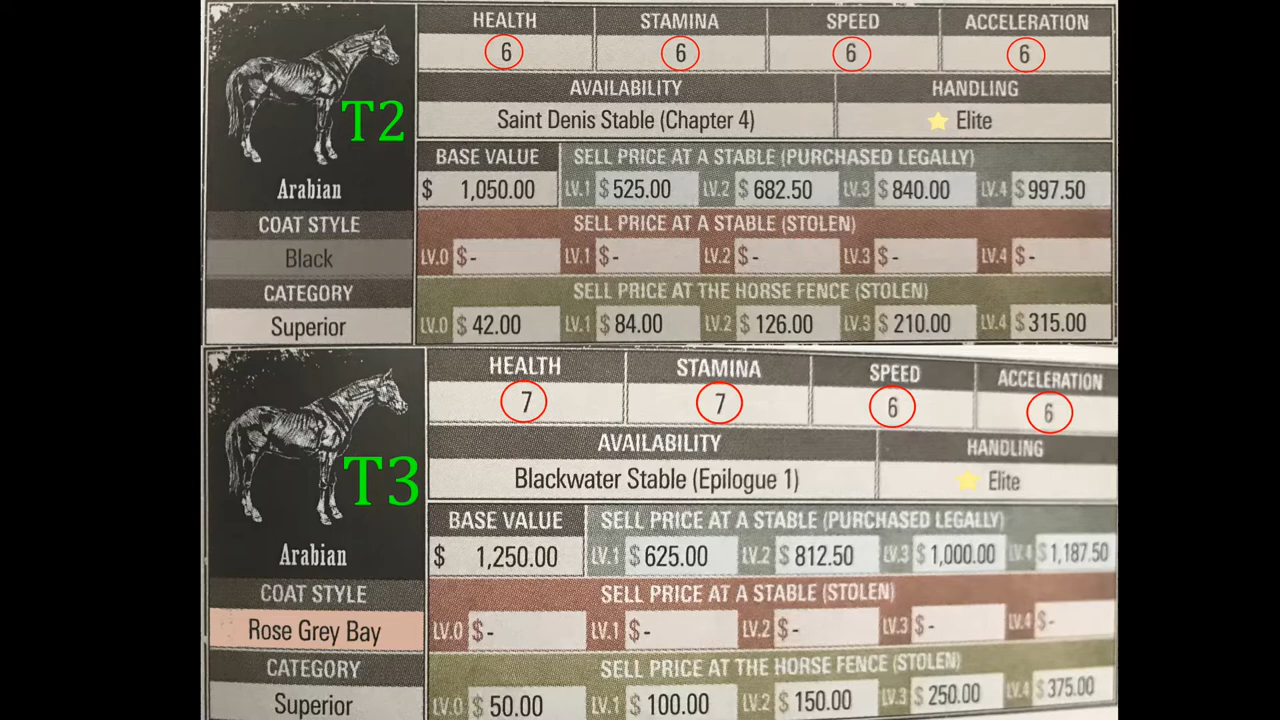 HEALTH STAMINA SPEED ACCELERATION
6 6 6 6
AVAILABILITY HANDLING
T2
Saint Denis Stable (Chapter 4) Elite
BASE VALUE SELL PRICE AT A STABLE (PURCHASED LEGALLY)
Arabian
$ 1,050.00 LV.1 $ 525.00 LV.2 $ 682.50 LV.3 $ 840.00 LV.4 $ 997.50
COAT STYLE SELL PRICE AT A STABLE (STOLEN)
Black LV.0 $- LV.1 $- LV.2 $- LV.3 $- LV.4 $-
CATEGORY SELL PRICE AT THE HORSE FENCE (STOLEN)
Superior LV.0 $ 42.00 LV.1 $ 84.00 LV.2 $ 126.00 LV.3 $ 210.00 LV.4 $ 315.00
HEALTH STAMINA SPEED ACCELERATION
7 7 6 6
AVAILABILITY HANDLING
T3
Blackwater Stable (Epilogue 1) Elite
BASE VALUE SELL PRICE AT A STABLE (PURCHASED LEGALLY)
Arabian
$ 1,250.00 LV.1 $ 625.00 LV.2 $ 812.50 LV.3 $ 1,000.00 LV.4 $ 1,187.50
COAT STYLE SELL PRICE AT A STABLE (STOLEN)
Rose Grey Bay LV.0 $- LV.1 $- LV.2 $- LV.3 $- LV.4 $-
CATEGORY SELL PRICE AT THE HORSE FENCE (STOLEN)
Superior LV.0 $ 50.00 LV.1 $ 100.00 LV.2 $ 150.00 LV.3 $ 250.00 LV.4 $ 375.00